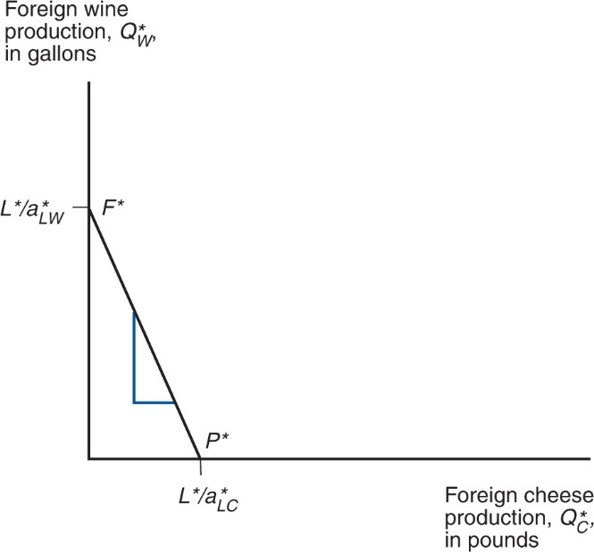 Foreign wine
production, Q*W,
in gallons
L*/a*LW
F*
P*
L*/a*LC
Foreign cheese
production, Q*C,
in pounds